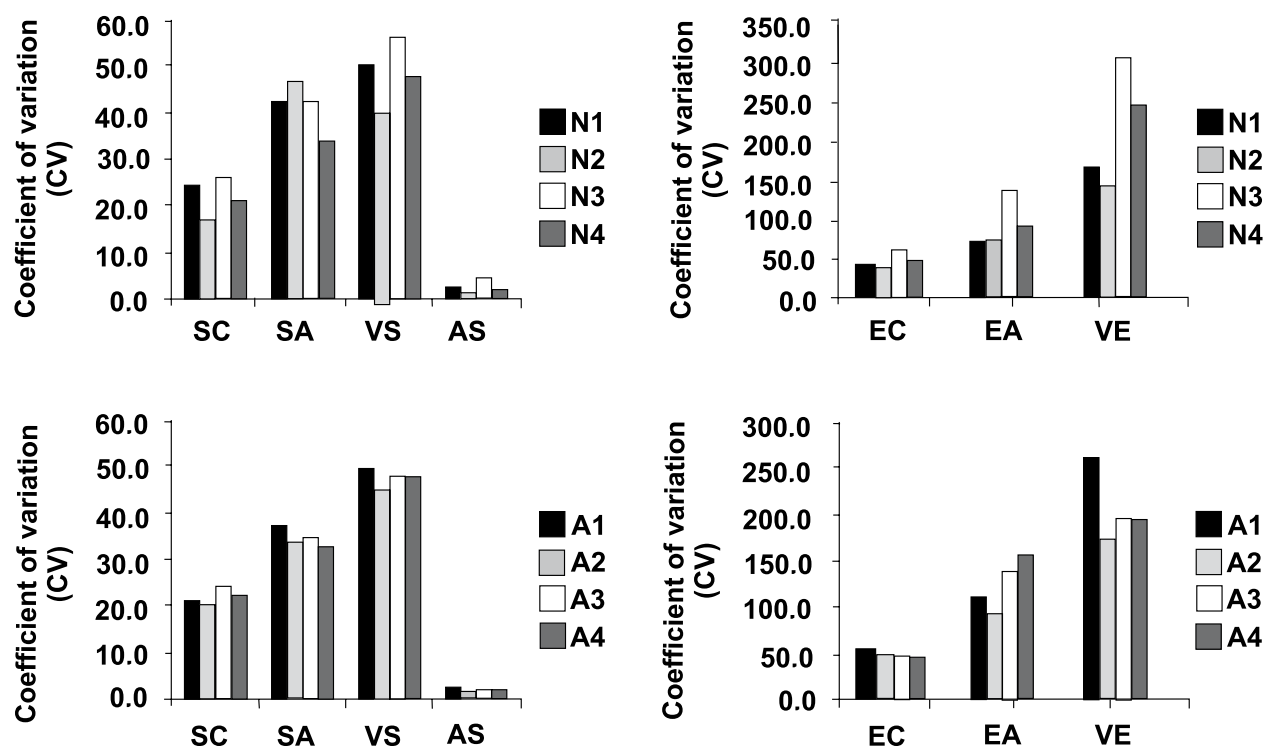 Coefficient of variation
(CV)
60.0
50.0
40.0
30.0
20.0
10.0
0.0
SC SA VS AS
N1
N2
N3
N4
Coefficient of variation
(CV)
350.0
300.0
250.0
200.0
150.0
100.0
50.0
0.0
EC EA VE
N1
N2
N3
N4
Coefficient of variation
(CV)
60.0
50.0
40.0
30.0
20.0
10.0
0.0
SC SA VS AS
A1
A2
A3
A4
Coefficient of variation
(CV)
300.0
250.0
200.0
150.0
100.0
50.0
0.0
EC EA VE
A1
A2
A3
A4